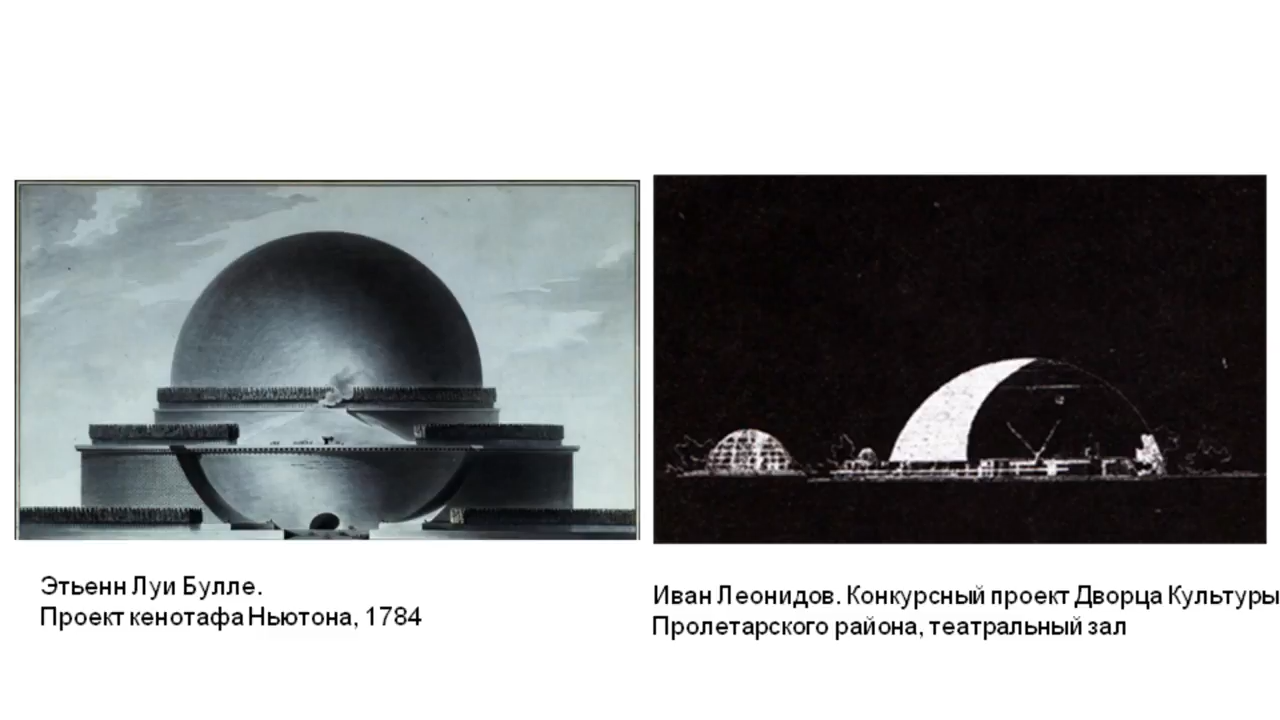 Этьенн Луи Булле.
Проект кенотафа Ньютона, 1784
Иван Леонидов. Конкурсный проект Дворца Культуры
Пролетарского района, театральный зал